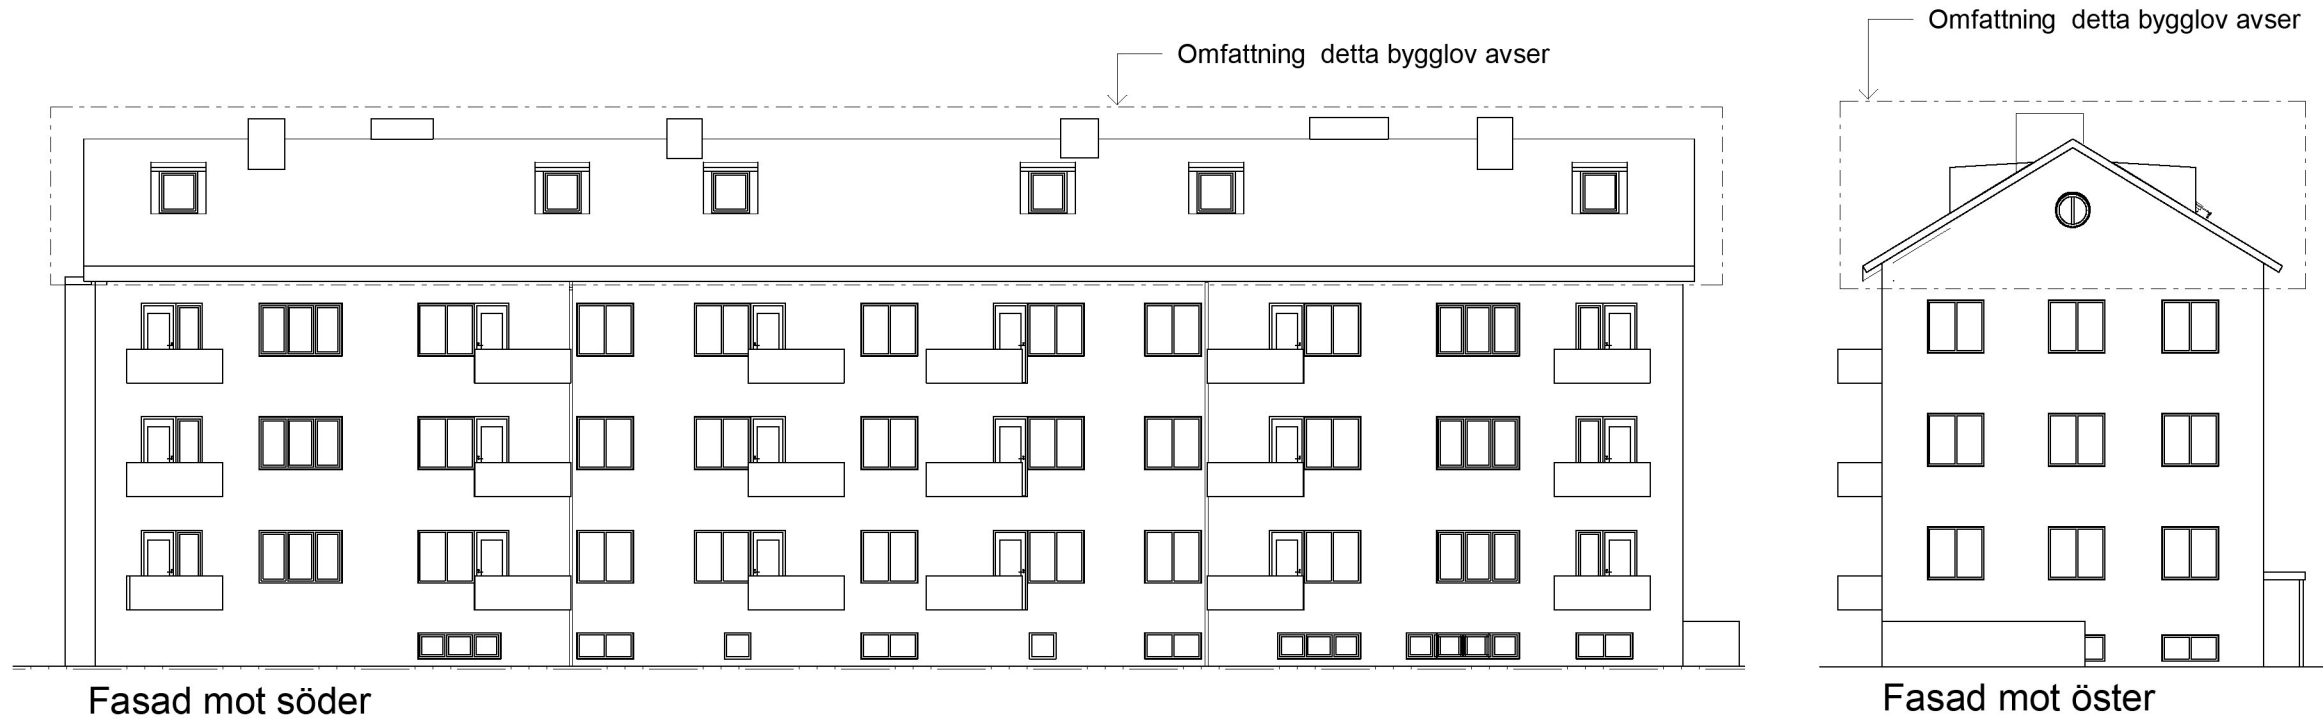 Omfattning  detta bygglov avser
Omfattning  detta bygglov avser
Fasad mot söder
Fasad mot öster